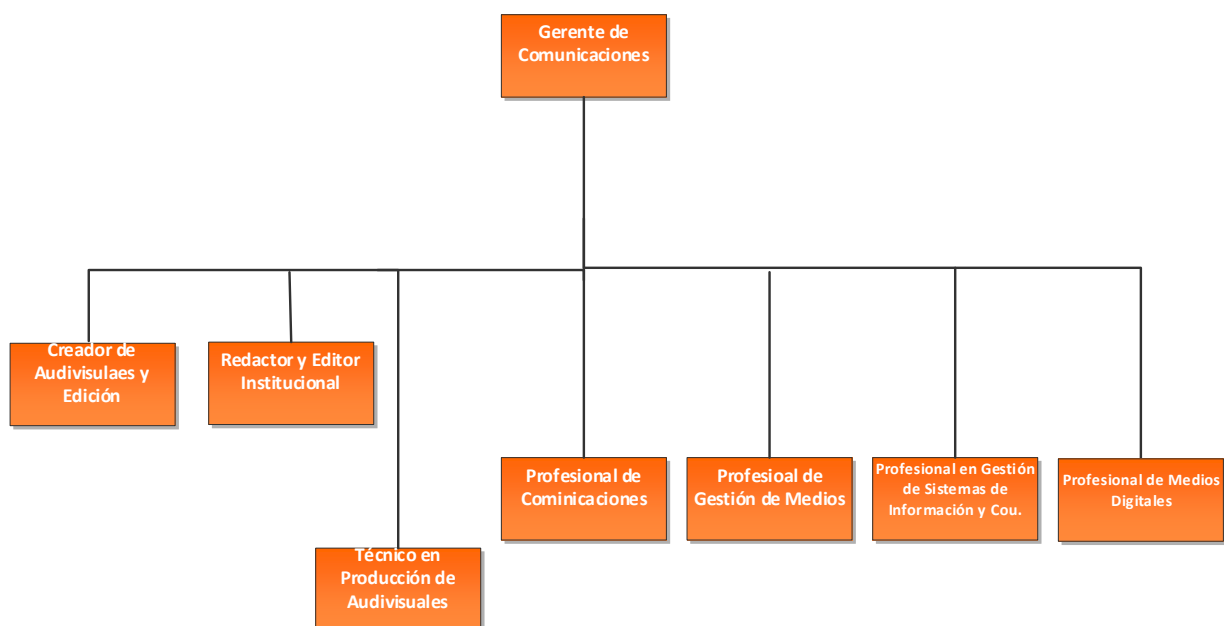 Gerente de
Comunicaciones
Creador de
Audivisulaes y
Edición
Redactor y Editor
Institucional
Profesional de
Cominicaciones
Profesioal de
Gestión de Medios
Profesional en Gestión
de Sistemas de
Información y Cou.
Profesional de Medios
Digitales
Técnico en
Producción de
Audivisuales